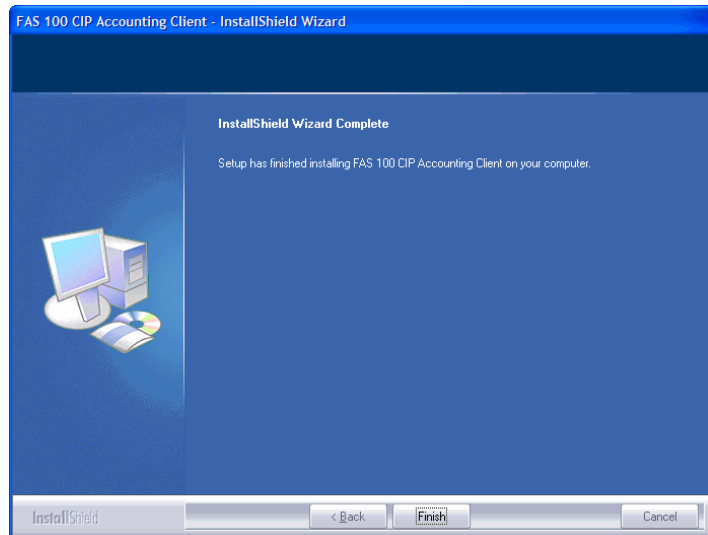 FAS 100 CIP Accounting Client - InstallShield Wizard
InstallShield Wizard Complete
Setup has finished installing FAS 100 CIP Accounting Client on your computer.
InstallShield
< Back Finish Cancel